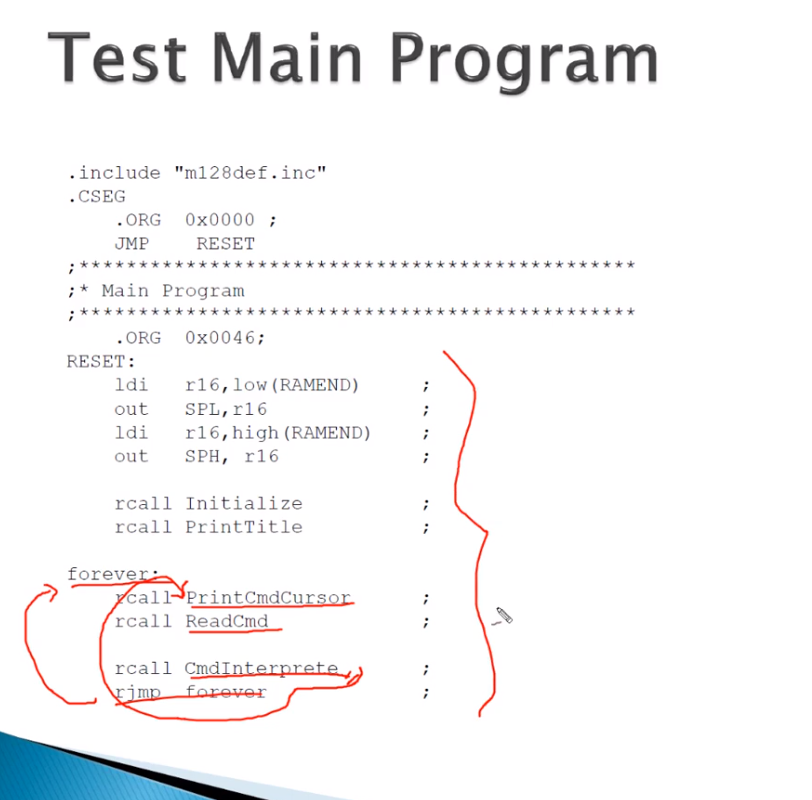 Test Main Program
.include "m128def.inc"
.CSEG
.ORG 0x0000 ;
JMP RESET
;***********************************************
;* Main Program
;***********************************************
.ORG 0x0046;
RESET:
ldi r16,low(RAMEND) ;
out SPL,r16 ;
ldi r16,high(RAMEND) ;
out SPH, r16 ;
rcall Initialize ;
rcall PrintTitle ;
forever:
rcall PrintCmdCursor ;
rcall ReadCmd ;
rcall CmdInterprete ;
rjmp forever ;